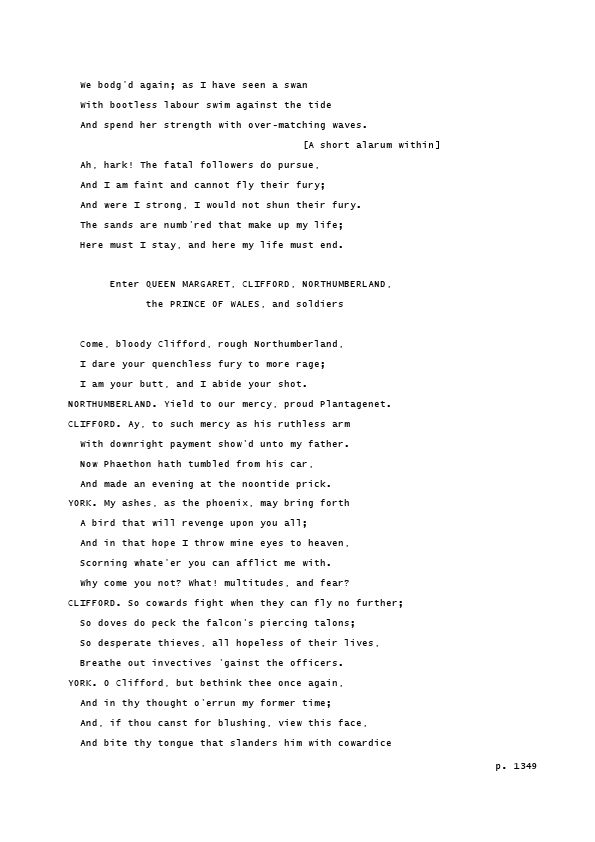 We bodg'd again; as I have seen a swan
With bootless labour swim against the tide
And spend her strength with over-matching waves.
[A short alarum within]
Ah, hark! The fatal followers do pursue,
And I am faint and cannot fly their fury;
And were I strong, I would not shun their fury.
The sands are numb'red that make up my life;
Here must I stay, and here my life must end.
Enter QUEEN MARGARET, CLIFFORD, NORTHUMBERLAND,
the PRINCE OF WALES, and soldiers
Come, bloody Clifford, rough Northumberland,
I dare your quenchless fury to more rage;
I am your butt, and I abide your shot.
NORTHUMBERLAND. Yield to our mercy, proud Plantagenet.
CLIFFORD. Ay, to such mercy as his ruthless arm
With downright payment show'd unto my father.
Now Phaethon hath tumbled from his car,
And made an evening at the noontide prick.
YORK. My ashes, as the phoenix, may bring forth
A bird that will revenge upon you all;
And in that hope I throw mine eyes to heaven,
Scorning whate'er you can afflict me with.
Why come you not? What! multitudes, and fear?
CLIFFORD. So cowards fight when they can fly no further;
So doves do peck the falcon's piercing talons;
So desperate thieves, all hopeless of their lives,
Breathe out invectives 'gainst the officers.
YORK. O Clifford, but bethink thee once again,
And in thy thought o'errun my former time;
And, if thou canst for blushing, view this face,
And bite thy tongue that slanders him with cowardice
p. 1349